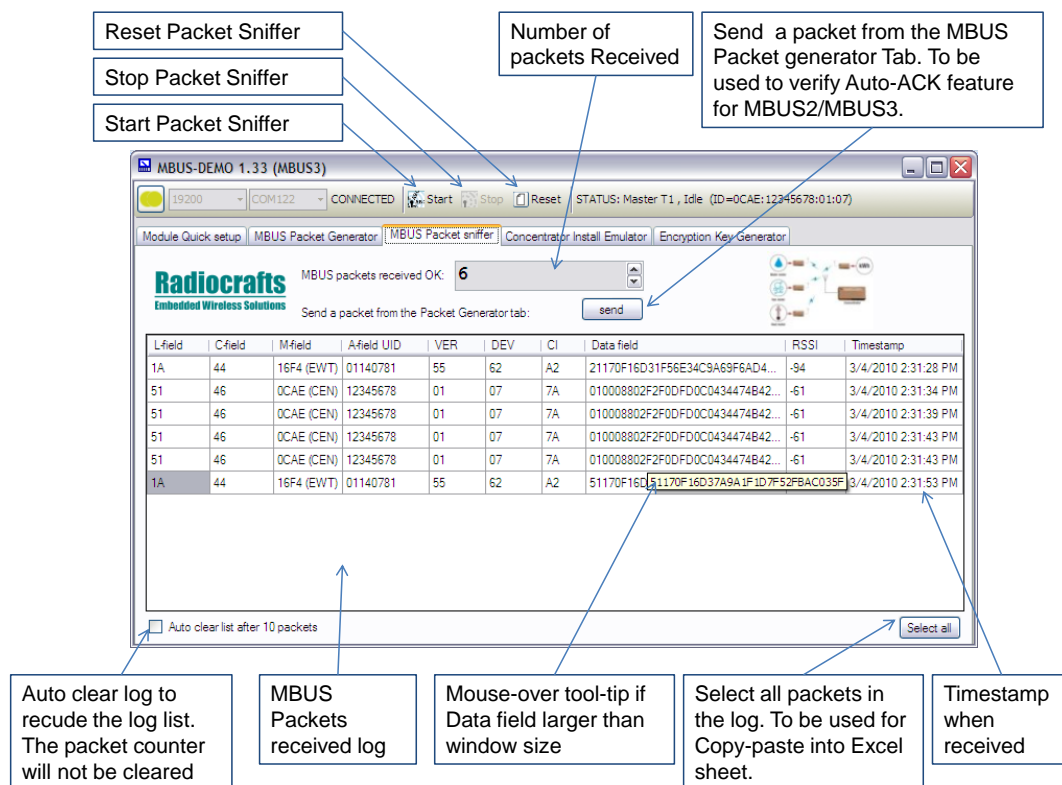 Reset Packet Sniffer
Stop Packet Sniffer
Start Packet Sniffer
Number of
packets Received
Send a packet from the MBUS
Packet generator Tab. To be
used to verify Auto-ACK feature
for MBUS2/MBUS3.
MBUS-DEMO 1.33 (MBUS3)
19200 COM122 CONNECTED Start Stop Reset STATUS: Master T1 , Idle (ID=0CAE:12345678:01:07)
Module Quick setup MBUS Packet Generator MBUS Packet sniffer Concentrator Install Emulator Encryption Key Generator
Radiocrafts
Embedded Wireless Solutions
MBUS packets received OK: 6
Send a packet from the Packet Generator tab: send
L-field C-field M-field A-field UID VER DEV CI Data field RSSI Timestamp
1A 44 16F4 (EWT) 01140781 55 62 A2 21170F16D31F56E34C9A69F6AD4... -94 3/4/2010 2:31:28 PM
51 46 0CAE (CEN) 12345678 01 07 7A 010008802F2F0DFD0C0434474B42... -61 3/4/2010 2:31:34 PM
51 46 0CAE (CEN) 12345678 01 07 7A 010008802F2F0DFD0C0434474B42... -61 3/4/2010 2:31:39 PM
51 46 0CAE (CEN) 12345678 01 07 7A 010008802F2F0DFD0C0434474B42... -61 3/4/2010 2:31:43 PM
51 46 0CAE (CEN) 12345678 01 07 7A 010008802F2F0DFD0C0434474B42... -61 3/4/2010 2:31:43 PM
1A 44 16F4 (EWT) 01140781 55 62 A2 51170F16D 51170F16D37A9A1F1D7F52FBAC035F 3/4/2010 2:31:53 PM
Auto clear list after 10 packets
Select all
Auto clear log to
recude the log list.
The packet counter
will not be cleared
MBUS
Packets
received log
Mouse-over tool-tip if
Data field larger than
window size
Select all packets in
the log. To be used for
Copy-paste into Excel
sheet.
Timestamp
when
received